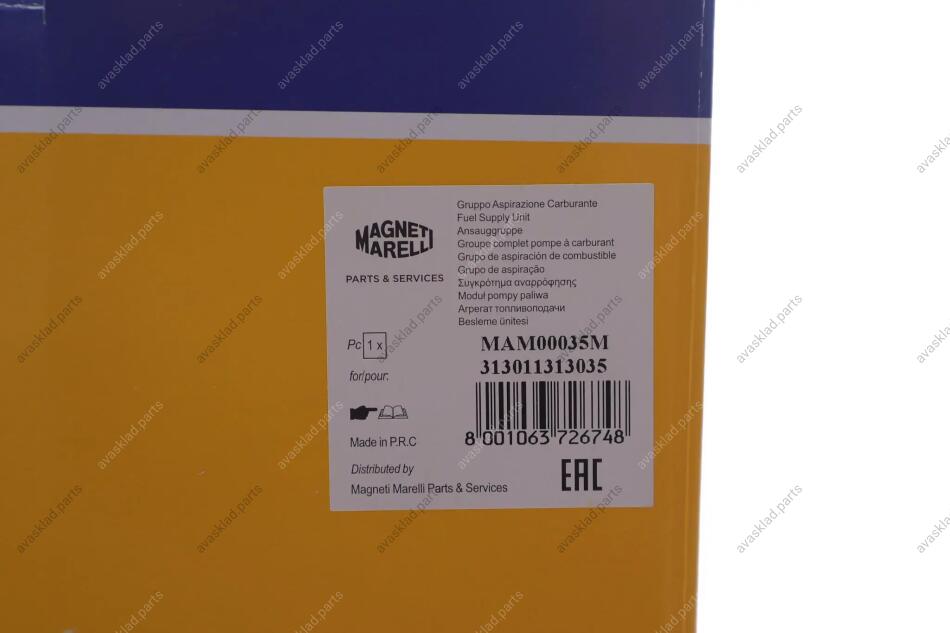 MAGNETI
MARELLI
PARTS & SERVICES
Gruppo Aspirazione Carburante
Fuel Supply Unit
Ansauggruppe
Groupe complet pompe à carburant
Grupo de aspiración de combustible
Grupo de aspiração
Συγκρότημα αναρρόφησης
Moduł pompy paliwa
Агрегат топливоподачи
Besleme ünitesi
Pc 1 x
MAM00035M
313011313035
for/pour:
8 001063 726748
Made in P.R.C
Distributed by
Magneti Marelli Parts & Services
EAC
avasklad.parts